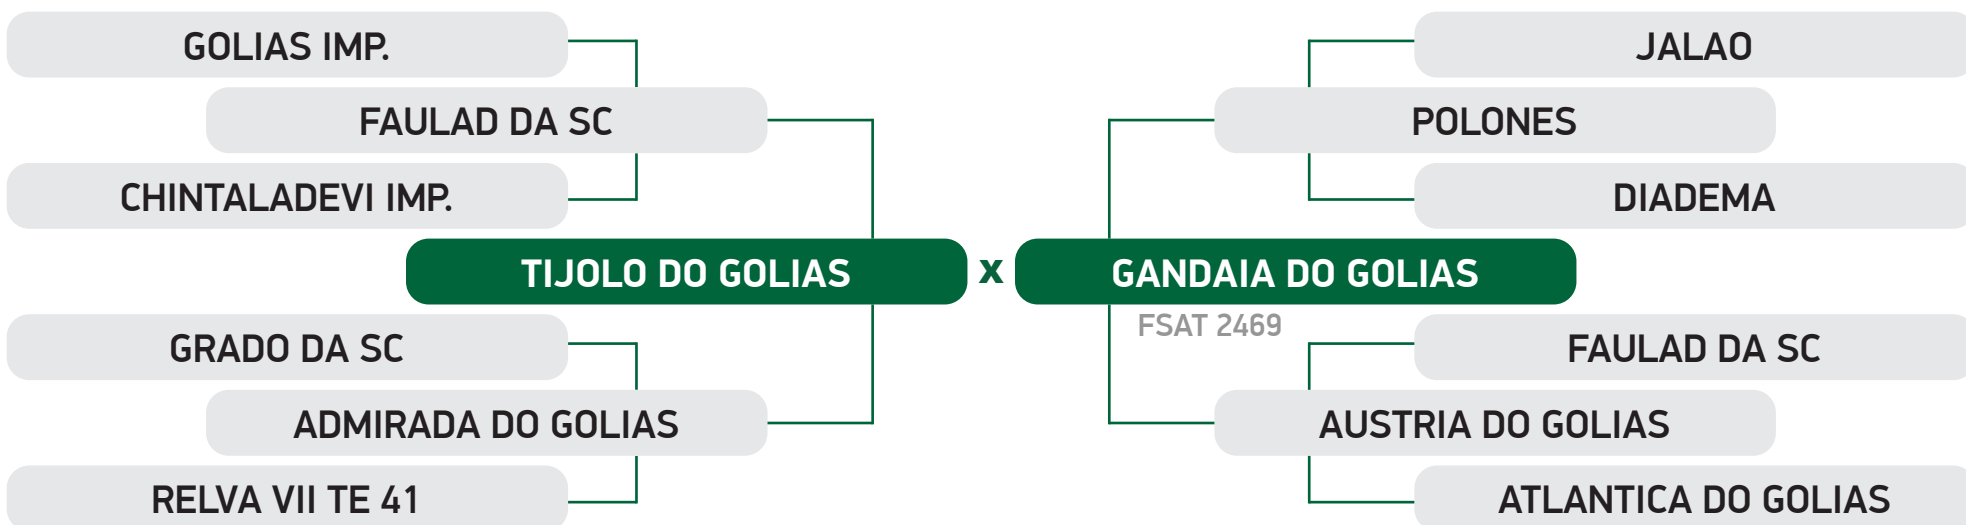 GOLIAS IMP.
JALAO
FAULAD DA SC
POLONES
CHINTALADEVI IMP.
DIADEMA
TIJOLO DO GOLIAS x GANDAIA DO GOLIAS
FSAT 2469
GRADO DA SC
FAULAD DA SC
ADMIRADA DO GOLIAS
AUSTRIA DO GOLIAS
RELVA VII TE 41
ATLANTICA DO GOLIAS